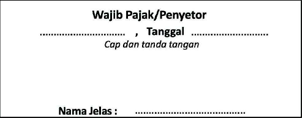 Wajib Pajak/Penyetor
.............................. , Tanggal ...........................
Cap dan tanda tangan
Nama Jelas : .......................................